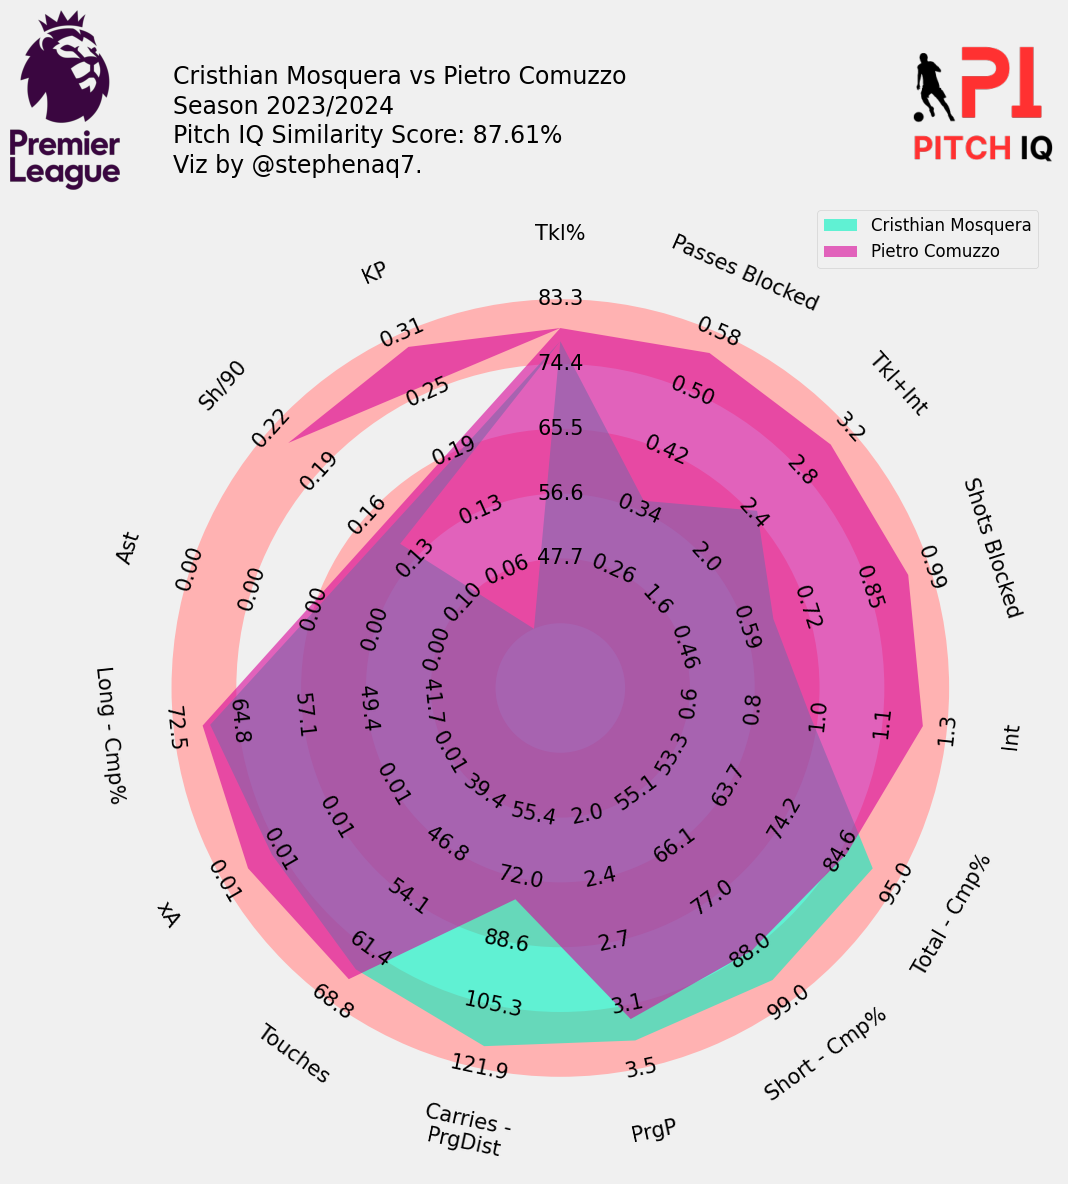 Premier
League
Cristhian Mosquera vs Pietro Comuzzo
Season 2023/2024
Pitch IQ Similarity Score: 87.61%
Viz by @stephenaq7.
PI
PITCH IQ
Cristhian Mosquera
Pietro Comuzzo
Tkl%
83.3
74.4
65.5
56.6
47.7
Passes Blocked
0.58
0.50
0.42
0.34
0.26
Tkl+Int
3.2
2.8
2.4
2.0
1.6
Shots Blocked
0.99
0.85
0.72
0.59
0.46
Int
1.3
1.1
1.0
0.8
0.6
Total - Cmp%
95.0
84.6
74.2
63.7
53.3
Short - Cmp%
99.0
88.0
77.0
66.1
55.1
PrgP
3.5
3.1
2.7
2.4
2.0
Carries -
PrgDist
121.9
105.3
88.6
72.0
55.4
Touches
68.8
61.4
54.1
46.8
39.4
xA
0.01
0.01
0.01
0.01
0.01
Long - Cmp%
72.5
64.8
57.1
49.4
41.7
Ast
0.00
0.00
0.00
0.00
0.00
Sh/90
0.22
0.19
0.16
0.13
0.10
KP
0.31
0.25
0.19
0.13
0.06